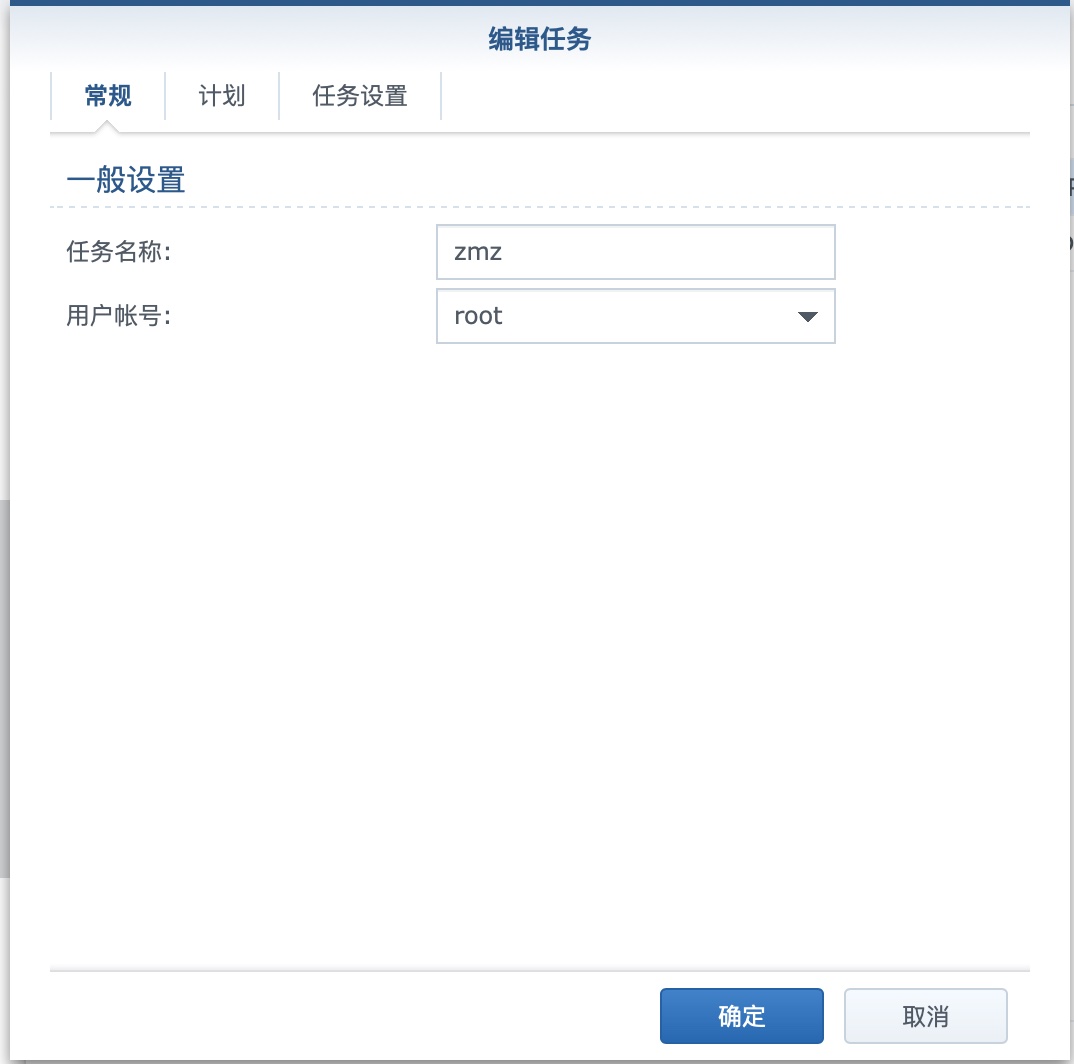 编辑任务
常规 计划 任务设置
一般设置
任务名称: zmz
用户帐号: root
确定 取消